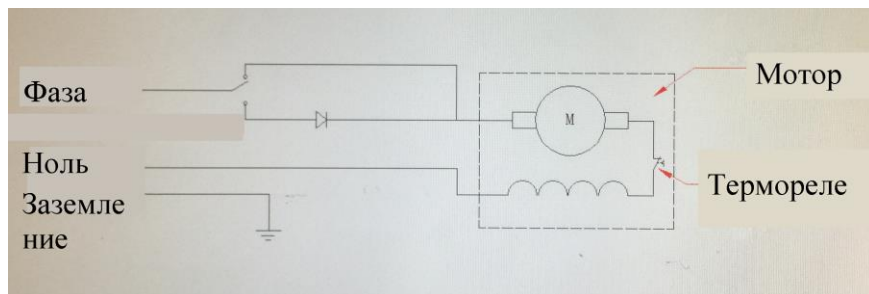 Фаза
Мотор
М
Ноль
Термореле
Заземле
ние